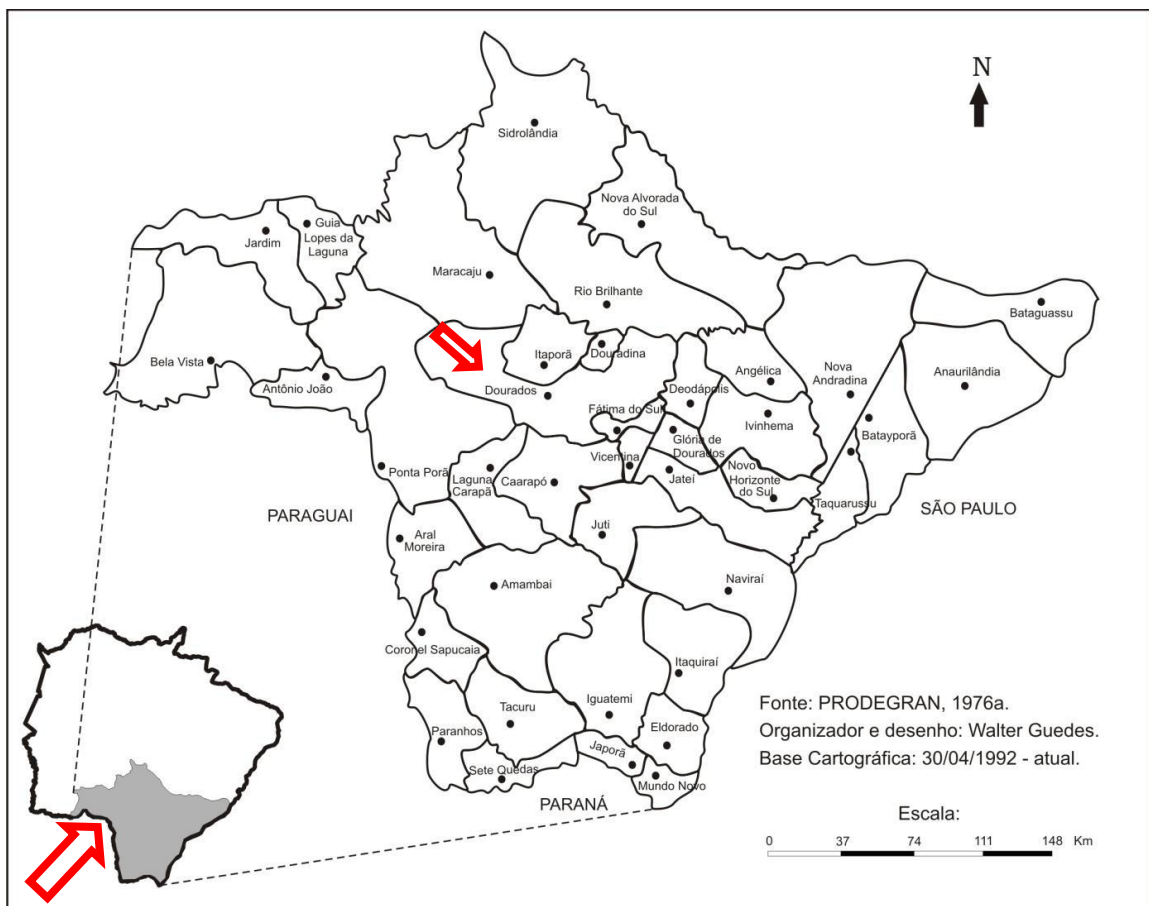 N
Sidrolândia
Nova Alvorada
do Sul
Guia
Lopes da
Laguna
Jardim
Maracaju
Rio Brilhante
Bataguassu
Bela Vista
Itaporã
Douradina
Antônio João
Dourados
Deodápolis
Angélica
Nova
Andradina
Anaurilândia
Fátima do Sul
Ivinhema
Batayporã
Glória de
Dourados
Vicentina
Ponta Porã
Laguna
Carapã
Caarapó
Jateí
Novo
Horizonte
do Sul
Taquarussu
SÃO PAULO
PARAGUAI
Juti
Aral
Moreira
Amambai
Naviraí
Coronel Sapucaia
Itaquiraí
Iguatemi
Tacuru
Paranhos
Eldorado
Japorã
Sete Quedas
Mundo Novo
PARANÁ
Fonte: PRODEGRAN, 1976a.
Organizador e desenho: Walter Guedes.
Base Cartográfica: 30/04/1992 - atual.
Escala:
0 37 74 111 148 Km